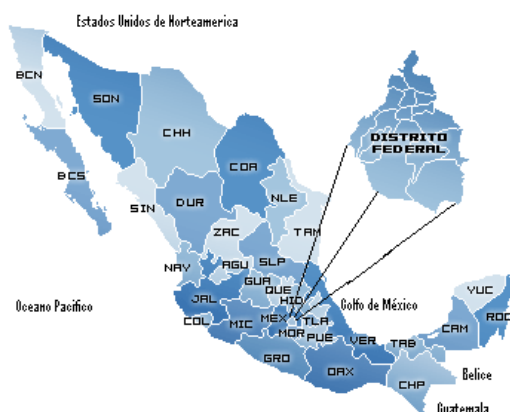 Estados Unidos de Norteamerica
BCN
SON
CHH
DISTRITO
FEDERAL
BCS
COA
SIN
DUR
NLE
ZAC
TAM
NAY
AGU
SLP
GUA
QUE
HID
YUC
Oceano Pacifico
JAL
Golfo de México
ROO
COL
MIC
MEX
TLA
MOR
PUE
VER
TAB
CAM
GRO
OAX
Belice
CHP
Guatemala